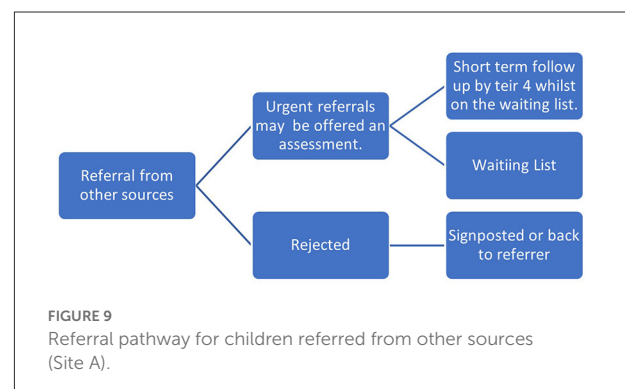 Short term follow
up by teir 4 whilst
on the waiting list.
Urgent referrals
may be offered an
assessment.
Waitiing List
Referral from
other sources
Rejected
Signposted or back
to referrer
FIGURE 9
Referral pathway for children referred from other sources
(Site A).